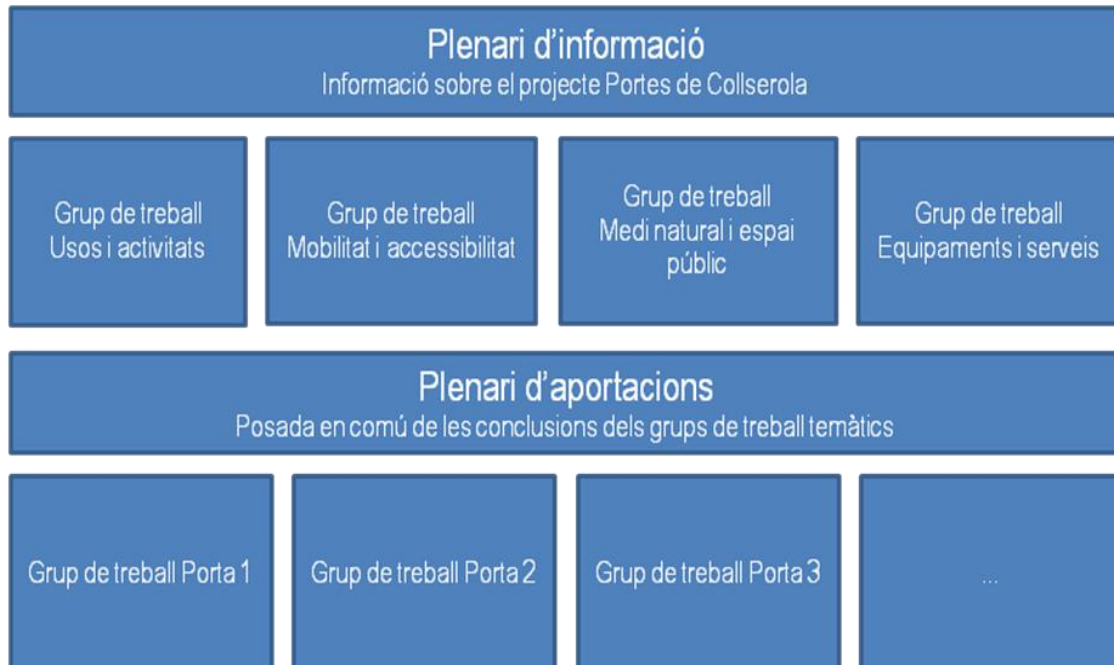 Plenari d'informació
Informació sobre el projecte Portes de Collserola
Grup de treball
Usos i activitats
Grup de treball
Mobilitat i accessibilitat
Grup de treball
Medi natural i espai
públic
Grup de treball
Equipaments i serveis
Plenari d'aportacions
Posada en comú de les conclusions dels grups de treball temàtics
Grup de treball Porta 1
Grup de treball Porta 2
Grup de treball Porta 3
...